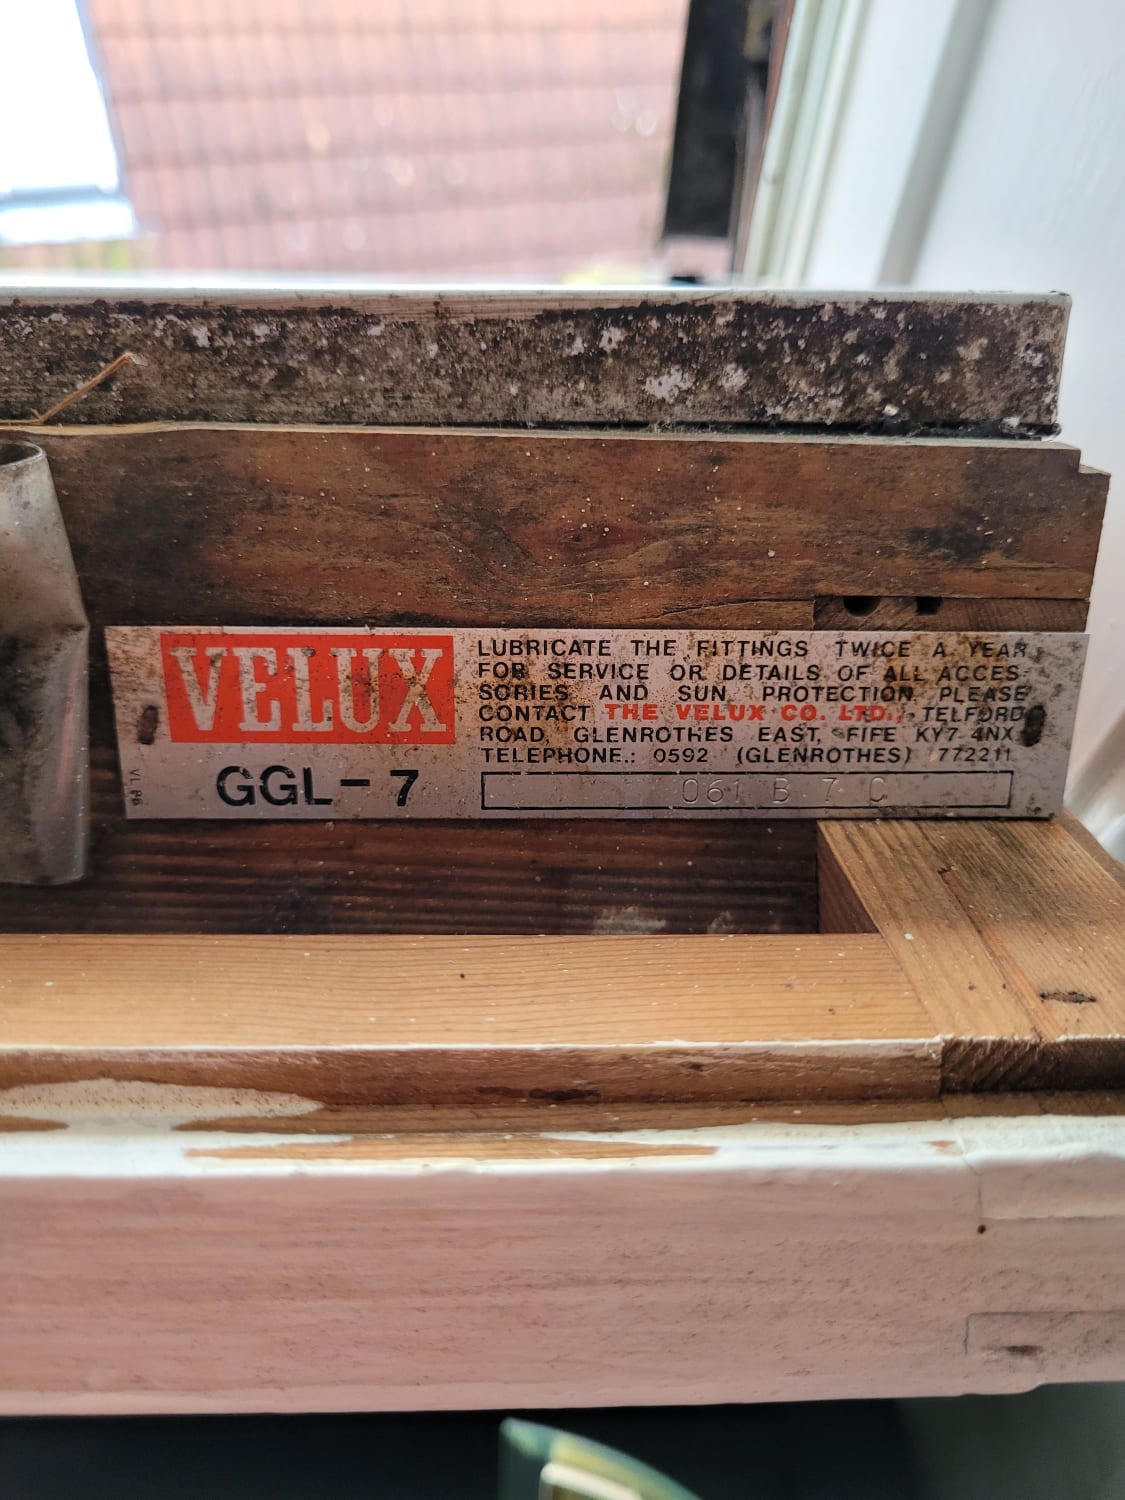 VELUX
GGL-7
LUBRICATE THE FITTINGS TWICE A YEAR
FOR SERVICE OR DETAILS OF ALL ACCES-
SORIES AND SUN PROTECTION PLEASE
CONTACT THE VELUX CO. LTD., TELFORD
ROAD, GLENROTHES EAST, FIFE KY7 4NX
TELEPHONE.: 0592 (GLENROTHES) 772211
061 B 7 C